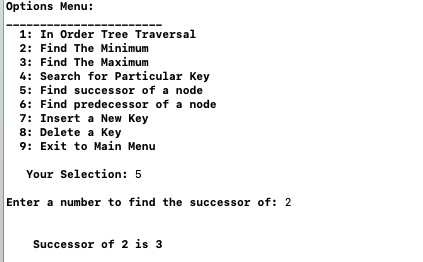 Options Menu:
_______________________
1: In Order Tree Traversal
2: Find The Minimum
3: Find The Maximum
4: Search for Particular Key
5: Find successor of a node
6: Find predecessor of a node
7: Insert a New Key
8: Delete a Key
9: Exit to Main Menu
Your Selection: 5
Enter a number to find the successor of: 2
Successor of 2 is 3